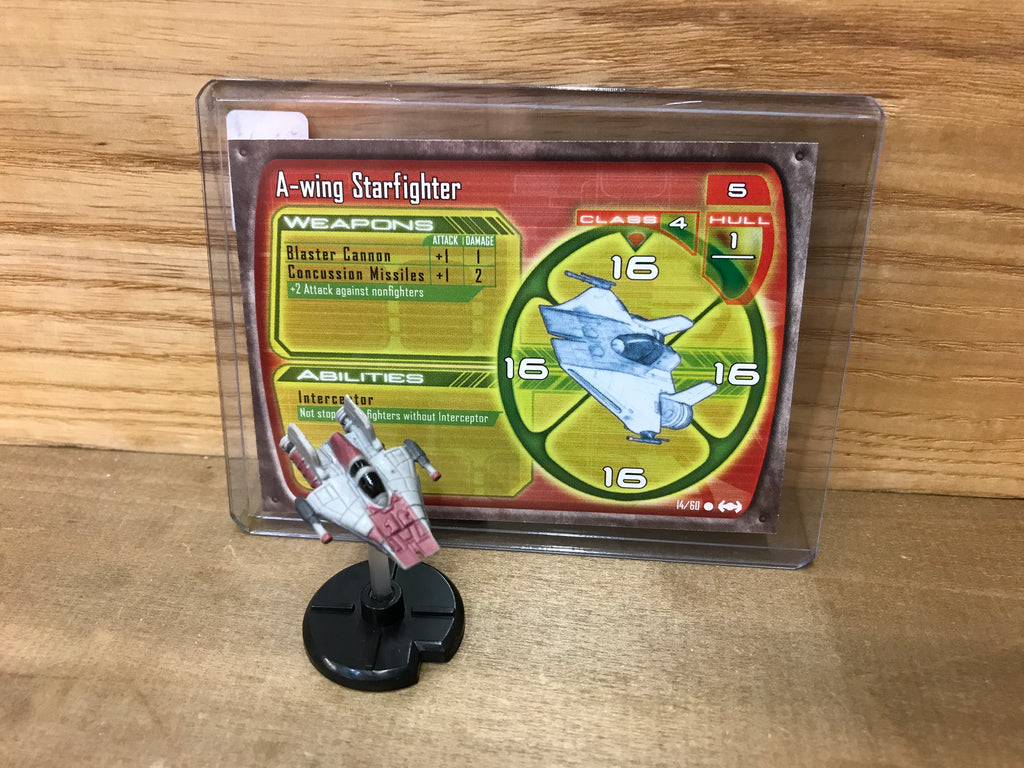 A-wing Starfighter
5
WEAPONS
CLASS 4 HULL
ATTACK DAMAGE
1
Blaster Cannon +1 1
Concussion Missiles +1 2
+2 Attack against nonfighters
16
16
16
16
ABILITIES
Interceptor
Not stop fighters without Interceptor
14/60